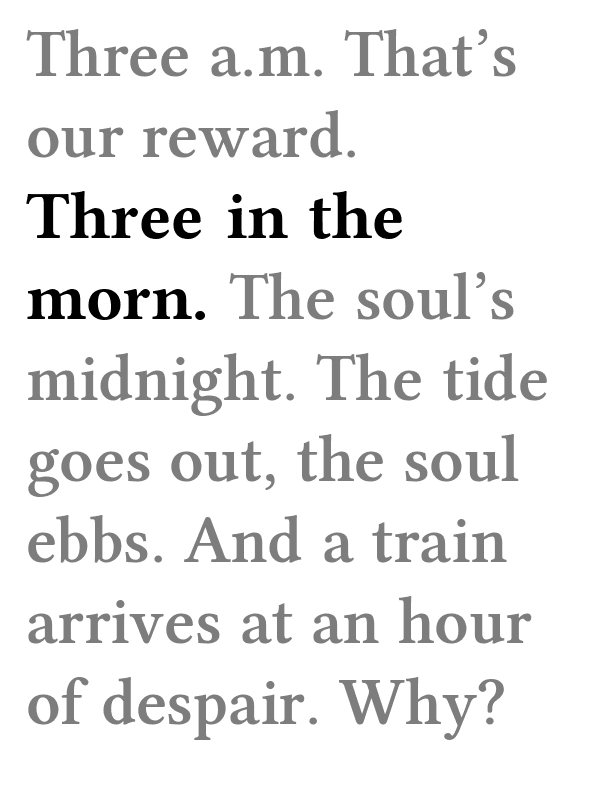 Three a.m. That’s
our reward.
Three in the
morn. The soul’s
midnight. The tide
goes out, the soul
ebbs. And a train
arrives at an hour
of despair. Why?